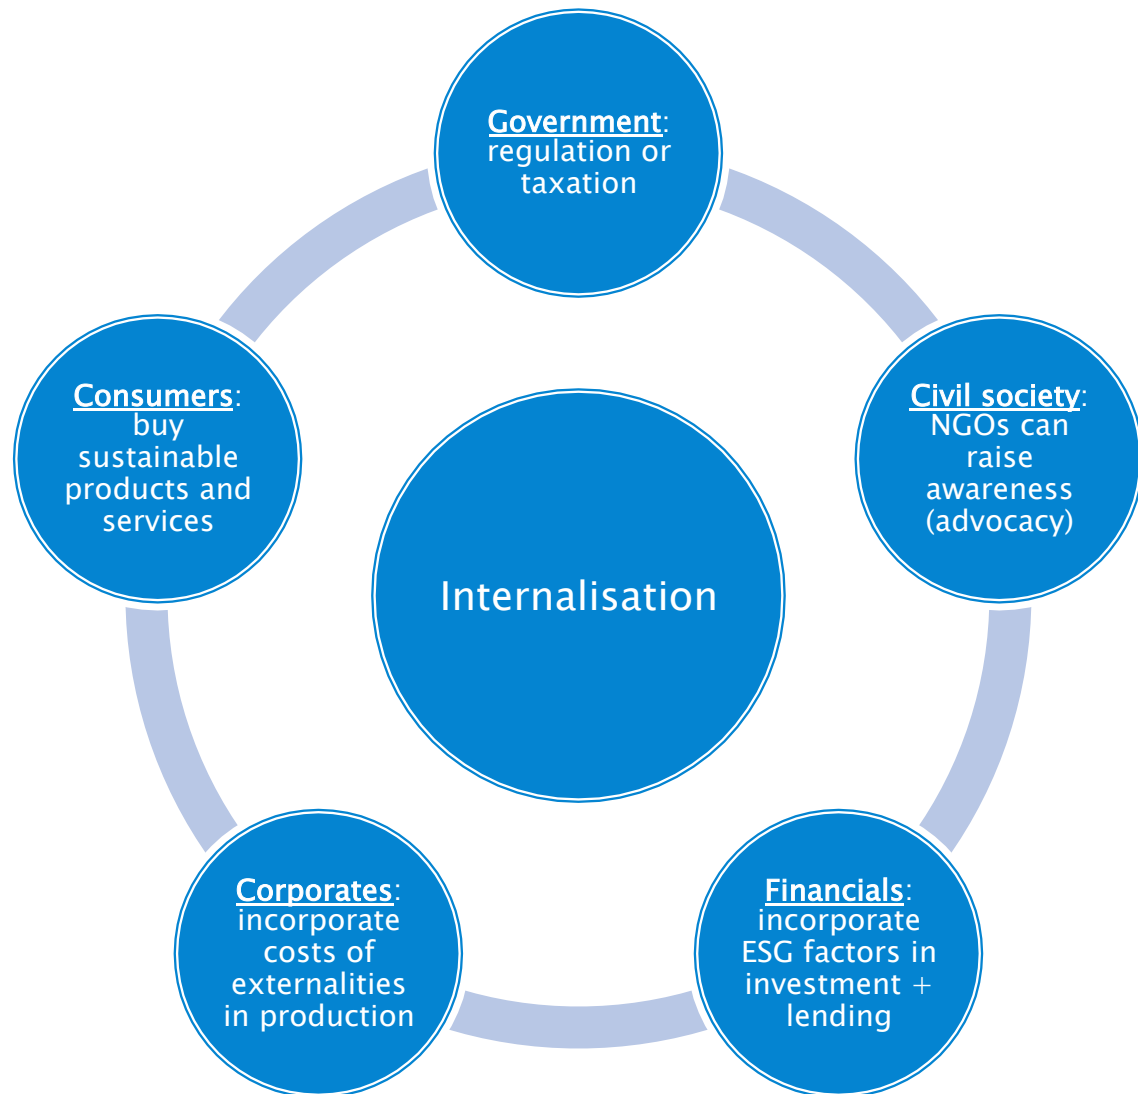 Government:
regulation or
taxation
Civil society:
NGOs can
raise
awareness
(advocacy)
Financials:
incorporate
ESG factors in
investment +
lending
Corporates:
incorporate
costs of
externalities
in production
Consumers:
buy
sustainable
products and
services
Internalisation